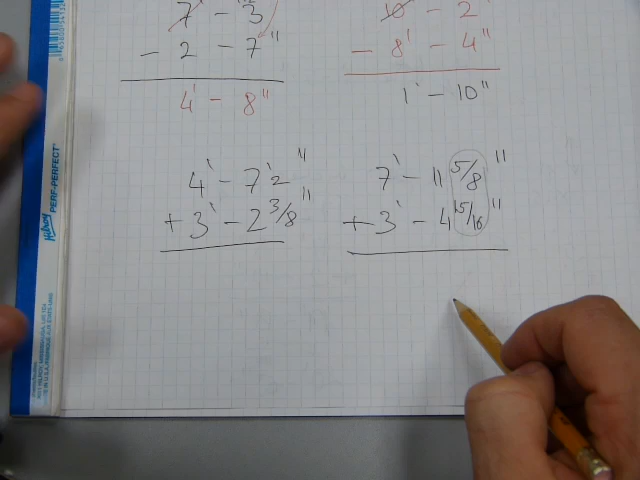 7' - 3"
10' - 2"
- 2 - 7"
- 8' - 4"
4' - 8"
1' - 10"
4' - 7 1/2"
7' - 11 5/8"
+ 3' - 2 3/8"
+ 3' - 4 15/16"
Hilroy PERF-PERFECT